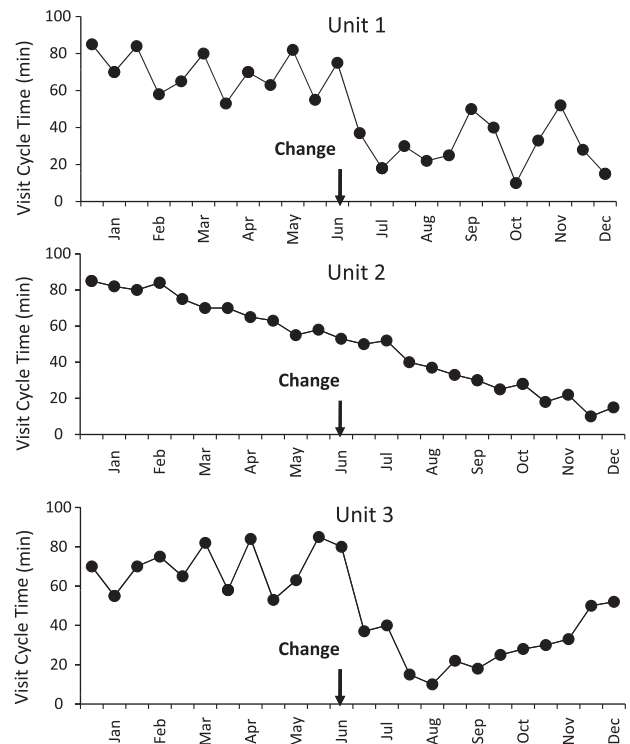 Unit 1
Visit Cycle Time (min)
100
80
60
40
20
0
Change
Jan Feb Mar Apr May Jun Jul Aug Sep Oct Nov Dec
Unit 2
Visit Cycle Time (min)
100
80
60
40
20
0
Change
Jan Feb Mar Apr May Jun Jul Aug Sep Oct Nov Dec
Unit 3
Visit Cycle Time (min)
100
80
60
40
20
0
Change
Jan Feb Mar Apr May Jun Jul Aug Sep Oct Nov Dec